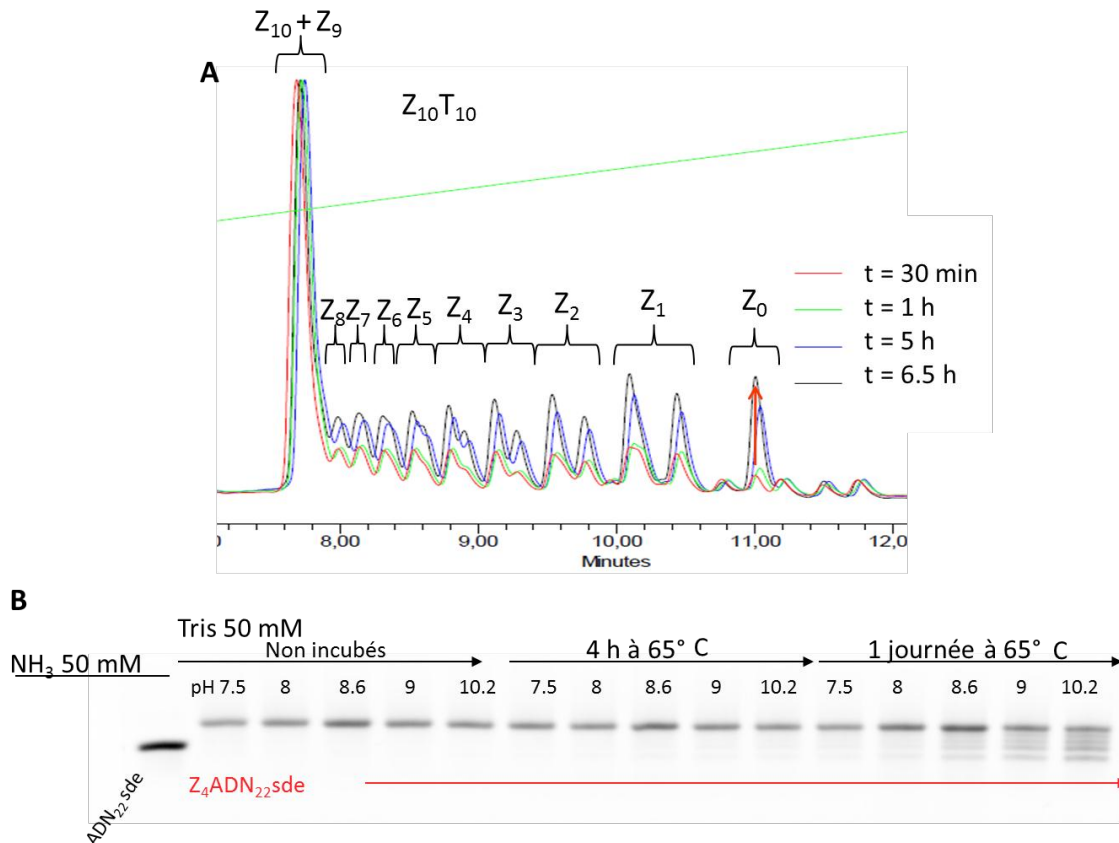 Z₁₀ + Z₉
A
Z₁₀T₁₀
t = 30 min
t = 1 h
t = 5 h
t = 6.5 h
Z₈ Z₇ Z₆ Z₅ Z₄ Z₃ Z₂ Z₁ Z₀
8,00 9,00 10,00 11,00 12,0
Minutes
B
Tris 50 mM
NH₃ 50 mM Non incubés 4 h à 65° C 1 journée à 65° C
pH 7.5 8 8.6 9 10.2 7.5 8 8.6 9 10.2 7.5 8 8.6 9 10.2
ADN₂₂sde
Z₄ADN₂₂sde